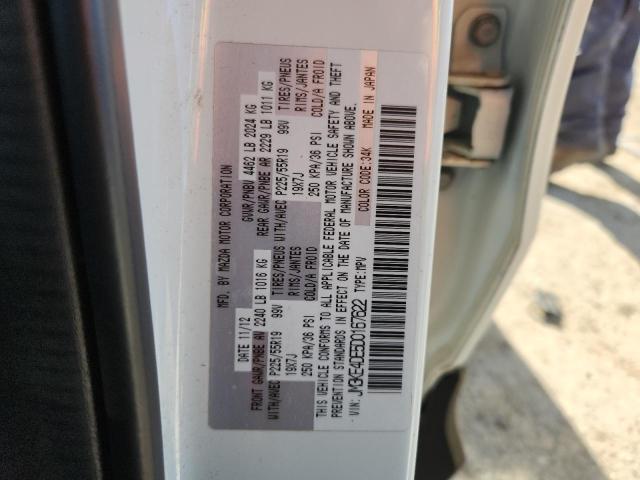 MFD. BY MAZDA MOTOR CORPORATION
DATE 11/12 GVWR/PNBV 4462 LB 2024 KG
FRONT GAWR/PNBE AV 2240 LB 1016 KG REAR GAWR/PNBE AR 2229 LB 1011 KG
WITH/AVEC P225/55R19 99V TIRES/PNEUS WITH/AVEC P225/55R19 99V TIRES/PNEUS
19X7J RIMS/JANTES 19X7J RIMS/JANTES
250 KPA/36 PSI COLD/A FROID 250 KPA/36 PSI COLD/A FROID
THIS VEHICLE CONFORMS TO ALL APPLICABLE FEDERAL MOTOR VEHICLE SAFETY AND THEFT
PREVENTION STANDARDS IN EFFECT ON THE DATE OF MANUFACTURE SHOWN ABOVE.
VIN: JM3KE4DE5D0167622 TYPE:MPV COLOR CODE:34K MADE IN JAPAN